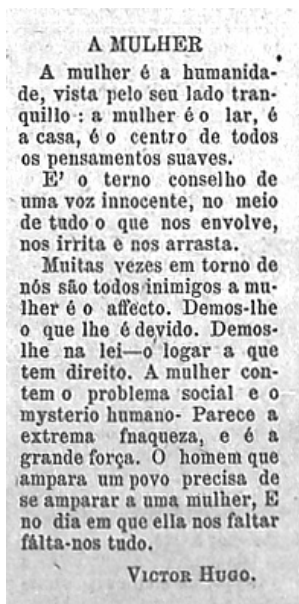 A MULHER
A mulher é a humanida-
de, vista pelo seu lado tran-
quillo : a mulher é o lar, é
a casa, é o centro de todos
os pensamentos suaves.
E' o terno conselho de
uma voz innocente, no meio
de tudo o que nos envolve,
nos irrita e nos arrasta.
Muitas vezes em torno de
nós são todos inimigos a mu-
lher é o affecto. Demos-lhe
o que lhe é devido. Demos-
lhe na lei—o logar a que
tem direito. A mulher con-
tem o problema social e o
mysterio humano- Parece a
extrema fnaqueza, e é a
grande força. O homem que
ampara um povo precisa de
se amparar a uma mulher, E
no dia em que ella nos faltar
fálta-nos tudo.
VICTOR HUGO.